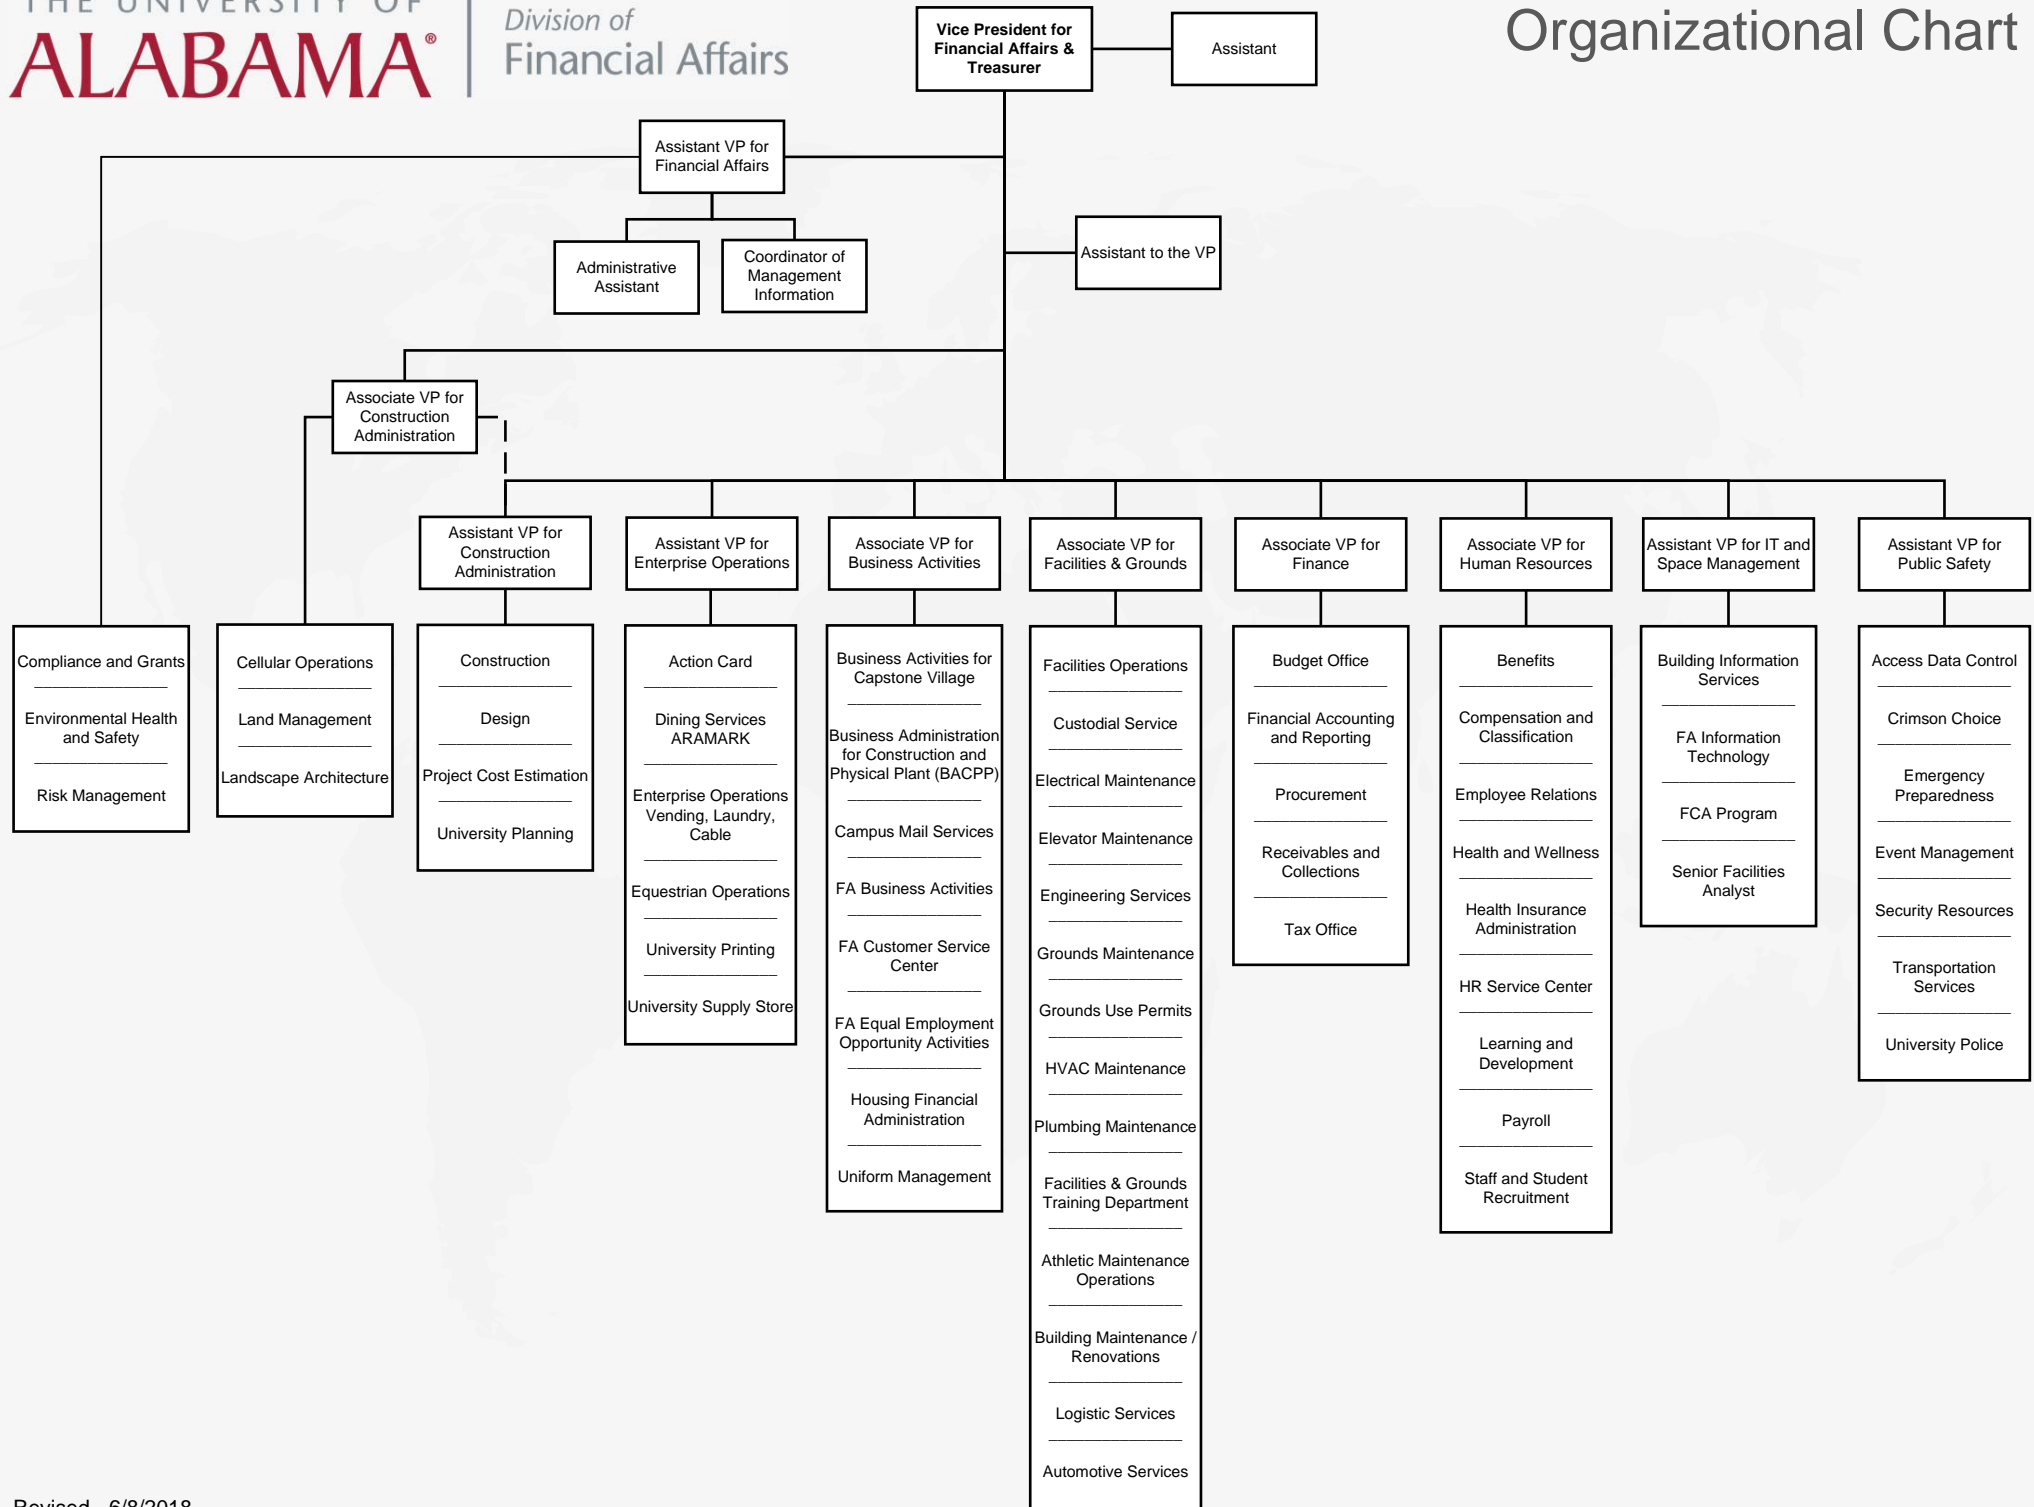 THE UNIVERSITY OF
ALABAMA®
Division of
Financial Affairs
Organizational Chart
Vice President for
Financial Affairs &
Treasurer
Assistant
Assistant VP for
Financial Affairs
Assistant to the VP
Administrative
Assistant
Coordinator of
Management
Information
Associate VP for
Construction
Administration
Assistant VP for
Construction
Administration
Assistant VP for
Enterprise Operations
Associate VP for
Business Activities
Associate VP for
Facilities & Grounds
Associate VP for
Finance
Associate VP for
Human Resources
Assistant VP for IT and
Space Management
Assistant VP for
Public Safety
Compliance and Grants
Environmental Health
and Safety
Risk Management
Cellular Operations
Land Management
Landscape Architecture
Construction
Design
Project Cost Estimation
University Planning
Action Card
Dining Services
ARAMARK
Enterprise Operations
Vending, Laundry,
Cable
Equestrian Operations
University Printing
University Supply Store
Business Activities for
Capstone Village
Business Administration
for Construction and
Physical Plant (BACPP)
Campus Mail Services
FA Business Activities
FA Customer Service
Center
FA Equal Employment
Opportunity Activities
Housing Financial
Administration
Uniform Management
Facilities Operations
Custodial Service
Electrical Maintenance
Elevator Maintenance
Engineering Services
Grounds Maintenance
Grounds Use Permits
HVAC Maintenance
Plumbing Maintenance
Facilities & Grounds
Training Department
Athletic Maintenance
Operations
Building Maintenance /
Renovations
Logistic Services
Automotive Services
Budget Office
Financial Accounting
and Reporting
Procurement
Receivables and
Collections
Tax Office
Benefits
Compensation and
Classification
Employee Relations
Health and Wellness
Health Insurance
Administration
HR Service Center
Learning and
Development
Payroll
Staff and Student
Recruitment
Building Information
Services
FA Information
Technology
FCA Program
Senior Facilities
Analyst
Access Data Control
Crimson Choice
Emergency
Preparedness
Event Management
Security Resources
Transportation
Services
University Police
Revised 6/8/2018